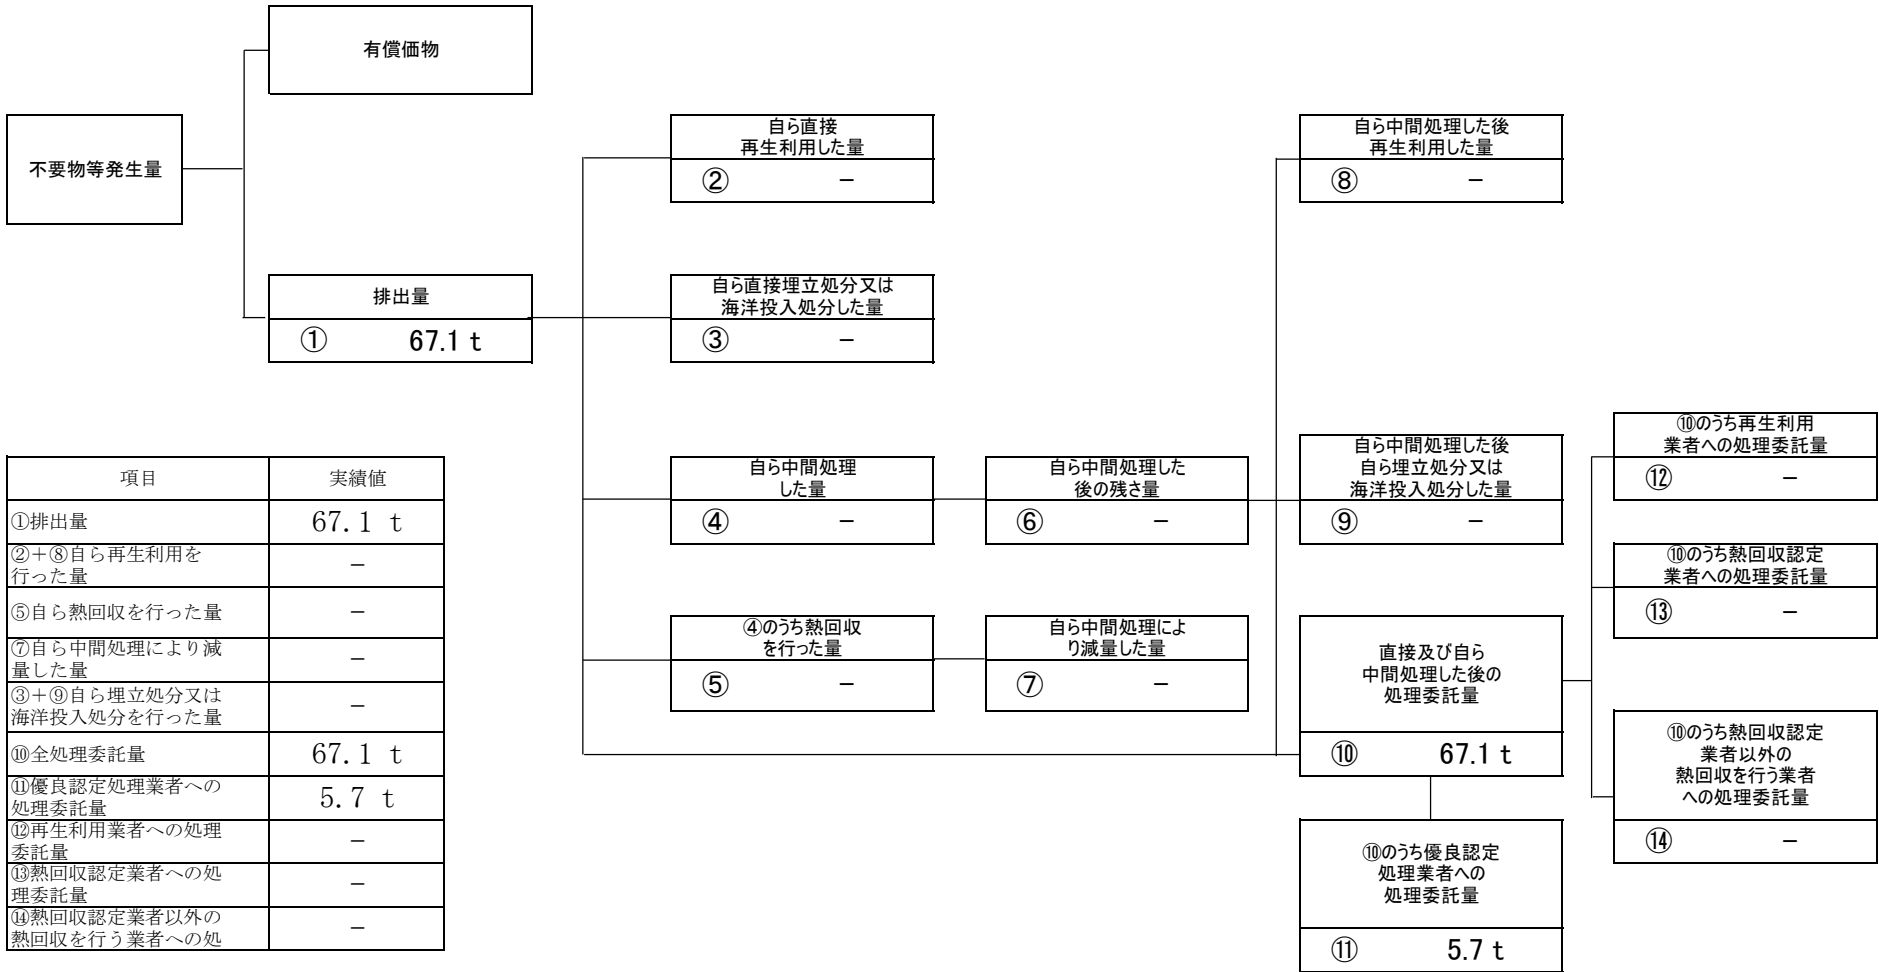 有償価物
不要物等発生量
排出量
① 67.1 t
自ら直接
再生利用した量
② －
自ら直接埋立処分又は
海洋投入処分した量
③ －
自ら中間処理
した量
④ －
④のうち熱回収
を行った量
⑤ －
自ら中間処理した
後の残さ量
⑥ －
自ら中間処理によ
り減量した量
⑦ －
自ら中間処理した後
再生利用した量
⑧ －
自ら中間処理した後
自ら埋立処分又は
海洋投入処分した量
⑨ －
直接及び自ら
中間処理した後の
処理委託量
⑩ 67.1 t
⑩のうち優良認定
処理業者への
処理委託量
⑪ 5.7 t
⑩のうち再生利用
業者への処理委託量
⑫ －
⑩のうち熱回収認定
業者への処理委託量
⑬ －
⑩のうち熱回収認定
業者以外の
熱回収を行う業者
への処理委託量
⑭ －
項目 実績値
①排出量 67.1 t
②＋⑧自ら再生利用を
行った量 －
⑤自ら熱回収を行った量 －
⑦自ら中間処理により減
量した量 －
③＋⑨自ら埋立処分又は
海洋投入処分を行った量 －
⑩全処理委託量 67.1 t
⑪優良認定処理業者への
処理委託量 5.7 t
⑫再生利用業者への処理
委託量 －
⑬熱回収認定業者への処
理委託量 －
⑭熱回収認定業者以外の
熱回収を行う業者への処 －